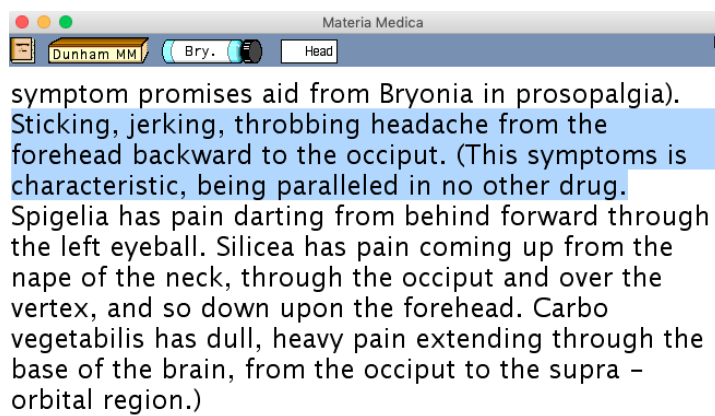 Materia Medica
Dunham MM Bry. Head
symptom promises aid from Bryonia in prosopalgia).
Sticking, jerking, throbbing headache from the
forehead backward to the occiput. (This symptoms is
characteristic, being paralleled in no other drug.
Spigelia has pain darting from behind forward through
the left eyeball. Silicea has pain coming up from the
nape of the neck, through the occiput and over the
vertex, and so down upon the forehead. Carbo
vegetabilis has dull, heavy pain extending through the
base of the brain, from the occiput to the supra –
orbital region.)